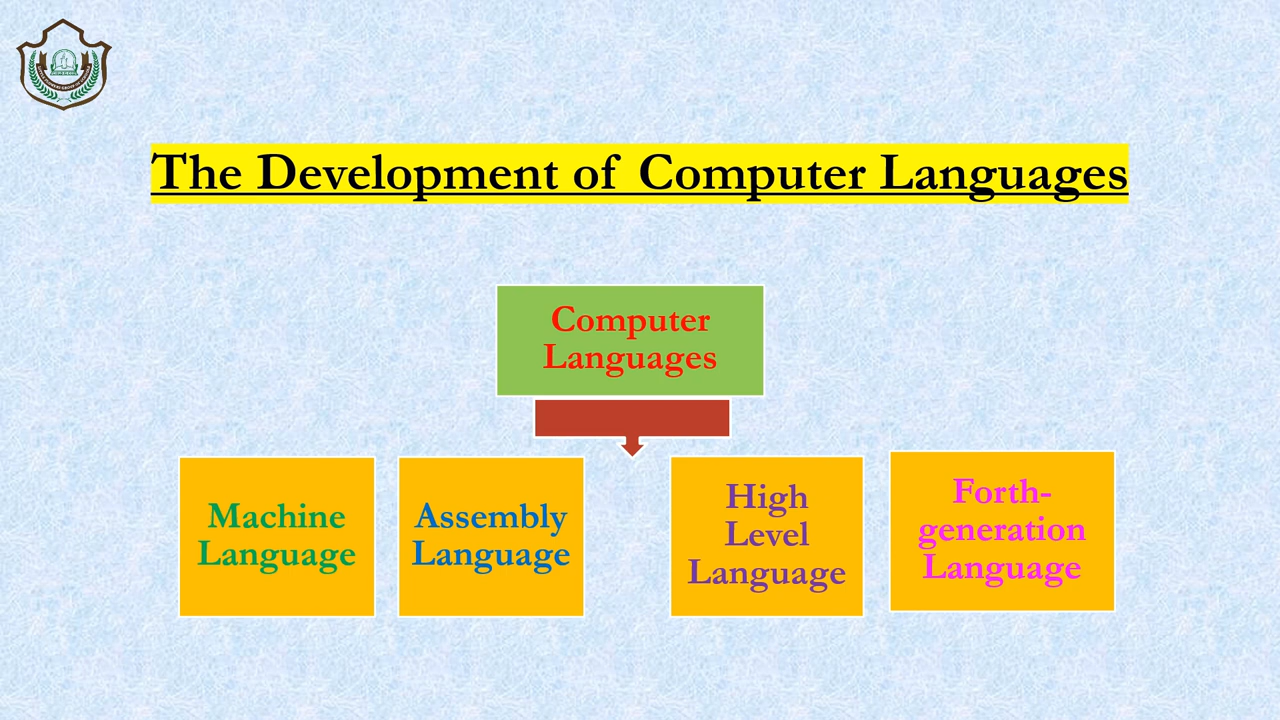 The Development of Computer Languages
Computer
Languages
Machine
Language
Assembly
Language
High
Level
Language
Forth-
generation
Language